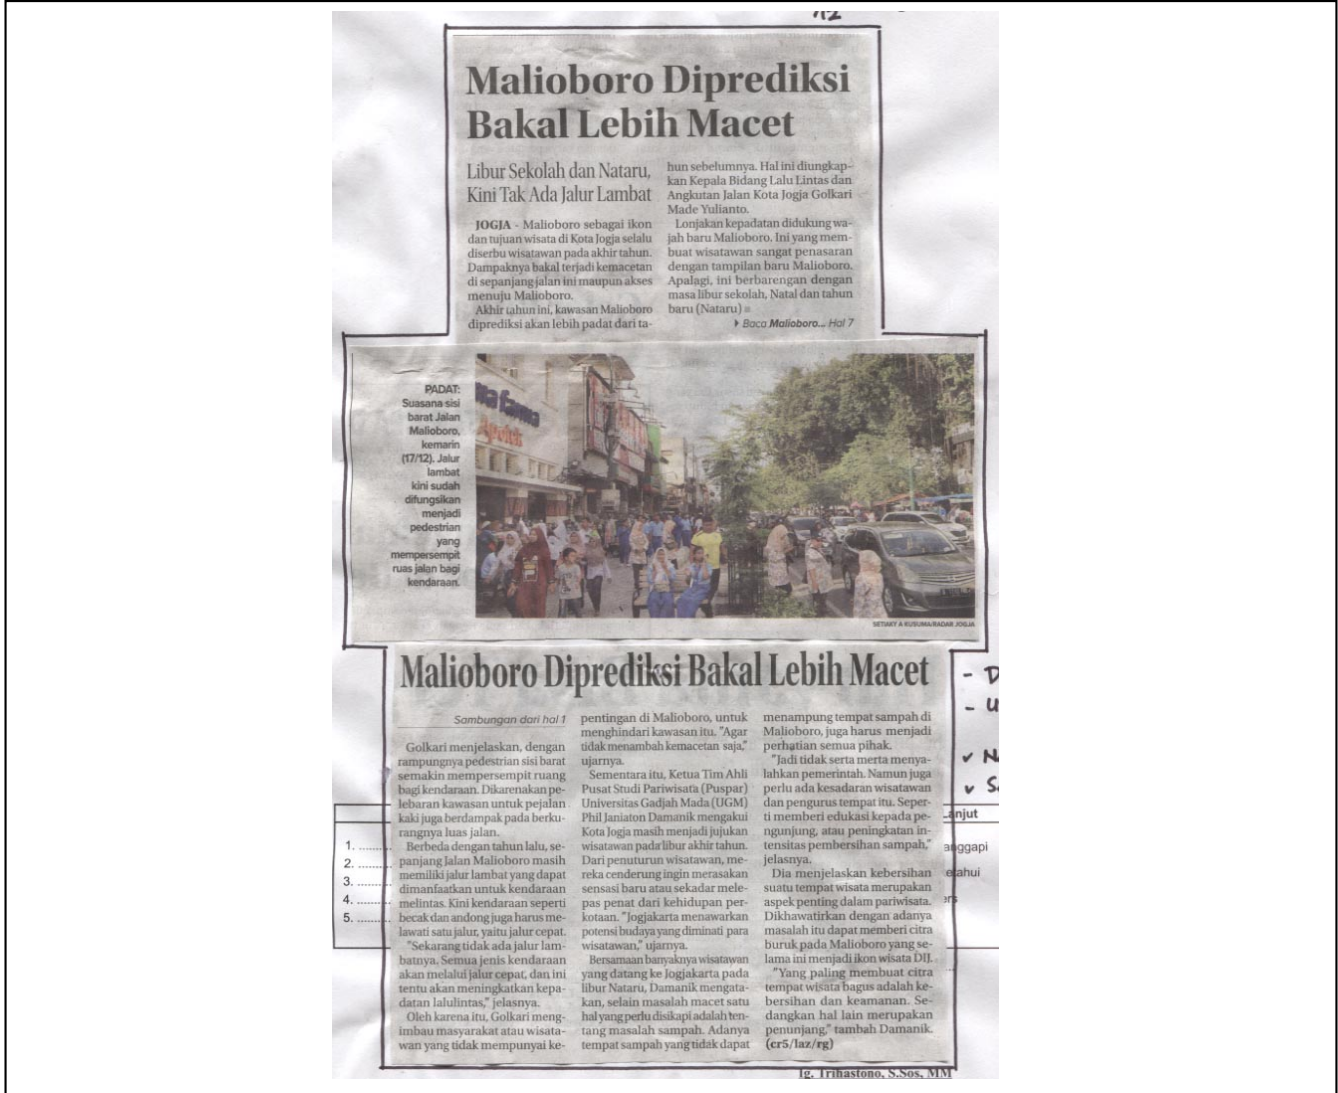 12
Malioboro Diprediksi
Bakal Lebih Macet
Libur Sekolah dan Nataru,
Kini Tak Ada Jalur Lambat
JOGJA - Malioboro sebagai ikon
dan tujuan wisata di Kota Jogja selalu
diserbu wisatawan pada akhir tahun.
Dampaknya bakal terjadi kemacetan
di sepanjang jalan ini maupun akses
menuju Malioboro.
Akhir tahun ini, kawasan Malioboro
diprediksi akan lebih padat dari ta-
hun sebelumnya. Hal ini diungkap-
kan Kepala Bidang Lalu Lintas dan
Angkutan Jalan Kota Jogja Golkari
Made Yulianto.
Lonjakan kepadatan didukung wa-
jah baru Malioboro. Ini yang mem-
buat wisatawan sangat penasaran
dengan tampilan baru Malioboro.
Apalagi, ini berbarengan dengan
masa libur sekolah, Natal dan tahun
baru (Nataru)
Baca Malioboro... Hal 7
PADAT:
Suasana sisi
barat Jalan
Malioboro,
kemarin
(17/12). Jalur
lambat
kini sudah
difungsikan
menjadi
pedestrian
yang
mempersempit
ruas jalan bagi
kendaraan.
farma
Apotek
SETIAKY A KUSUMA/RADAR JOGJA
Malioboro Diprediksi Bakal Lebih Macet
Sambungan dari hal 1
Golkari menjelaskan, dengan
rampungnya pedestrian sisi barat
semakin mempersempit ruang
bagi kendaraan. Dikarenakan pe-
lebaran kawasan untuk pejalan
kaki juga berdampak pada berku-
rangnya luas jalan.
Berbeda dengan tahun lalu, se-
panjang Jalan Malioboro masih
memiliki jalur lambat yang dapat
dimanfaatkan untuk kendaraan
melintas. Kini kendaraan seperti
becak dan andong juga harus me-
lawati satu jalur, yaitu jalur cepat.
"Sekarang tidak ada jalur lam-
batnya. Semua jenis kendaraan
akan melalui jalur cepat, dan ini
tentu akan meningkatkan kepa-
datan lalulintas," jelasnya.
Oleh karena itu, Golkari meng-
imbau masyarakat atau wisata-
wan yang tidak mempunyai ke-
pentingan di Malioboro, untuk
menghindari kawasan itu. "Agar
tidak menambah kemacetan saja,"
ujarnya.
Sementara itu, Ketua Tim Ahli
Pusat Studi Pariwisata (Puspar)
Universitas Gadjah Mada (UGM)
Phil Janiaton Damanik mengakui
Kota Jogja masih menjadi jujukan
wisatawan pada libur akhir tahun.
Dari penuturun wisatawan, me-
reka cenderung ingin merasakan
sensasi baru atau sekadar mele-
pas penat dari kehidupan per-
kotaan. "Jogjakarta menawarkan
potensi budaya yang diminati para
wisatawan," ujarnya.
Bersamaan banyaknya wisatawan
yang datang ke Jogjakarta pada
libur Nataru, Damanik mengata-
kan, selain masalah macet satu
hal yang perlu disikapi adalah ten-
tang masalah sampah. Adanya
tempat sampah yang tidak dapat
menampung tempat sampah di
Malioboro, juga harus menjadi
perhatian semua pihak.
"Jadi tidak serta merta menya-
lahkan pemerintah. Namun juga
perlu ada kesadaran wisatawan
dan pengurus tempat itu. Seper-
ti memberi edukasi kepada pe-
ngunjung, atau peningkatan in-
tensitas pembersihan sampah,"
jelasnya.
Dia menjelaskan kebersihan
suatu tempat wisata merupakan
aspek penting dalam pariwisata.
Dikhawatirkan dengan adanya
masalah itu dapat memberi citra
buruk pada Malioboro yang se-
lama ini menjadi ikon wisata DIJ.
"Yang paling membuat citra
tempat wisata bagus adalah ke-
bersihan dan keamanan. Se-
dangkan hal lain merupakan
penunjang," tambah Damanik.
(cr5/laz/rg)
1. ........
2. ........
3. ........
4. ........
5. ........
Lanjut
anggapi
etahui
ers
Ig. Trihastono, S.Sos, MM